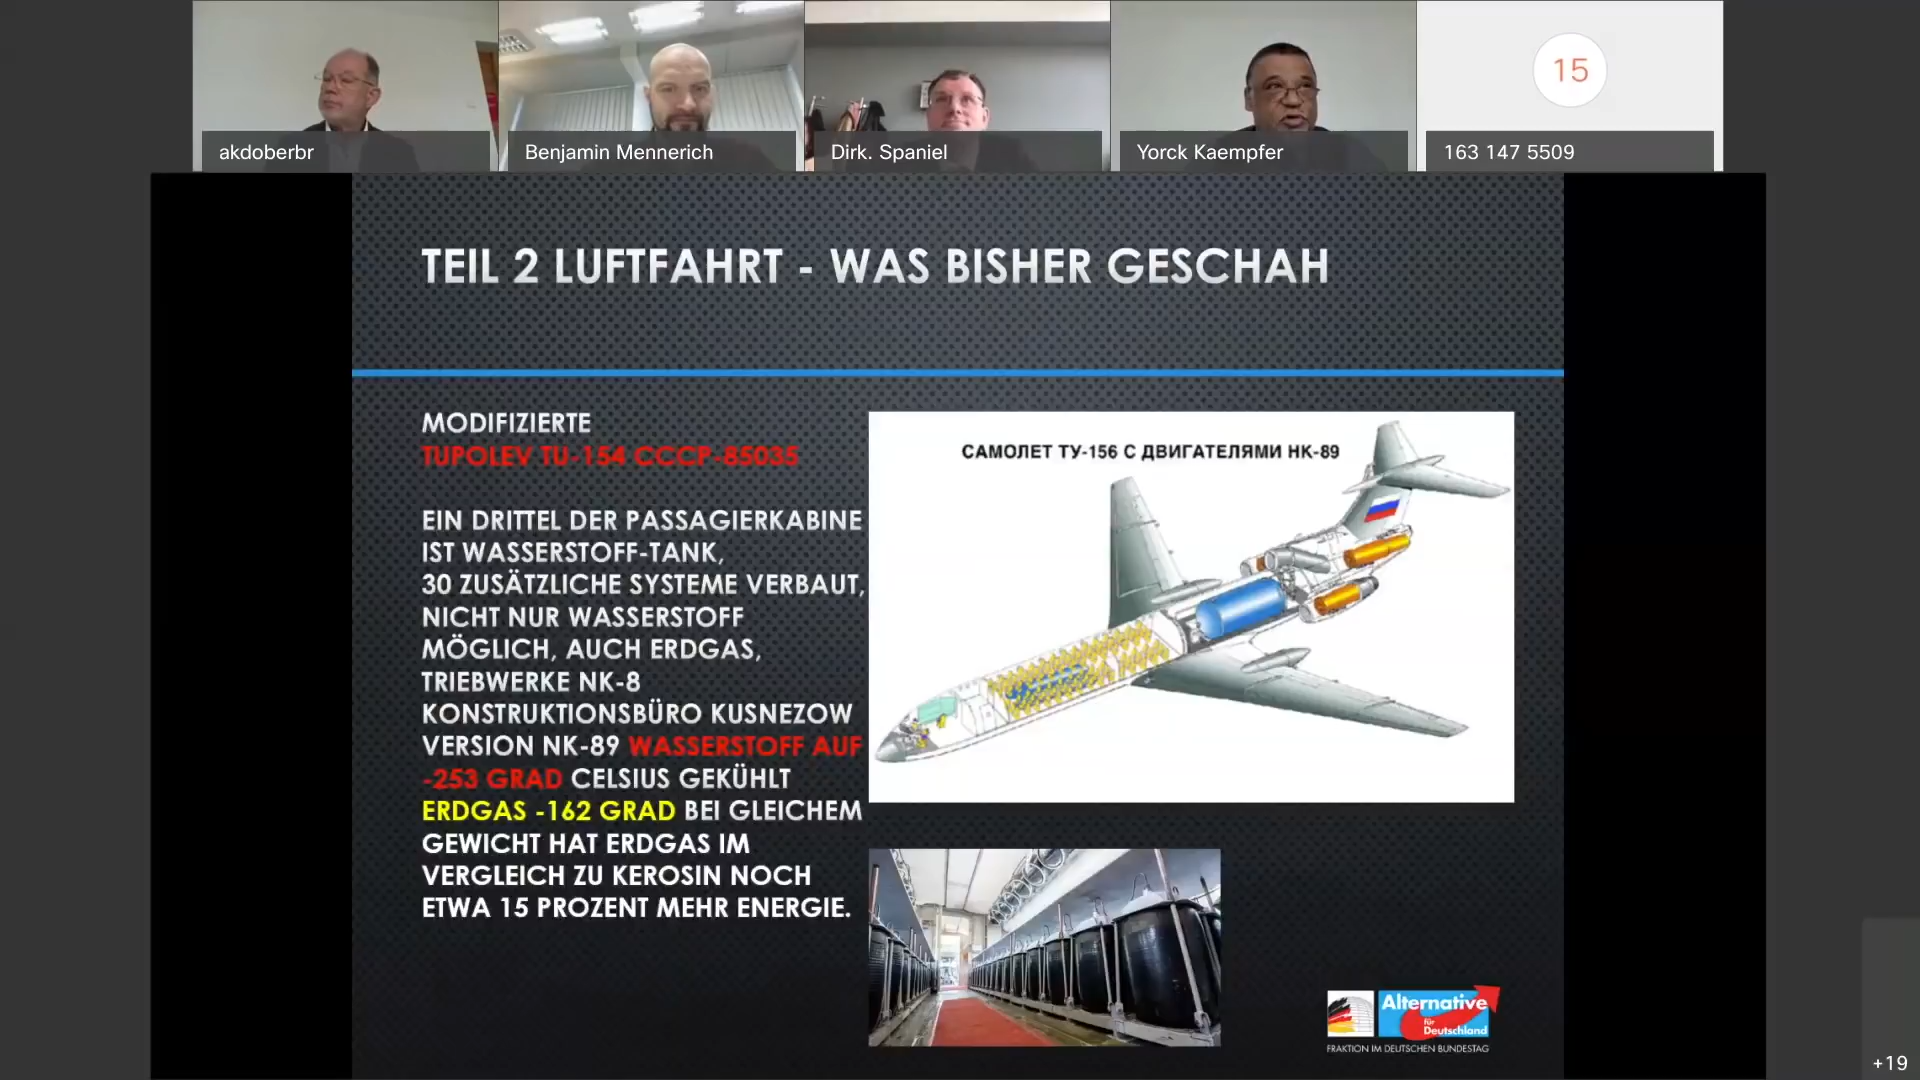 15
akdoberbr
Benjamin Mennerich
Dirk. Spaniel
Yorck Kaempfer
163 147 5509
TEIL 2 LUFTFAHRT - WAS BISHER GESCHAH
MODIFIZIERTE
TUPOLEV TU-154 CCCP-85035
EIN DRITTEL DER PASSAGIERKABINE
IST WASSERSTOFF-TANK,
30 ZUSÄTZLICHE SYSTEME VERBAUT,
NICHT NUR WASSERSTOFF
MÖGLICH, AUCH ERDGAS,
TRIEBWERKE NK-8
KONSTRUKTIONSBÜRO KUSNEZOW
VERSION NK-89 WASSERSTOFF AUF
-253 GRAD CELSIUS GEKÜHLT
ERDGAS -162 GRAD BEI GLEICHEM
GEWICHT HAT ERDGAS IM
VERGLEICH ZU KEROSIN NOCH
ETWA 15 PROZENT MEHR ENERGIE.
САМОЛЕТ ТУ-156 С ДВИГАТЕЛЯМИ НК-89
Alternative
für
Deutschland
FRAKTION IM DEUTSCHEN BUNDESTAG
+19